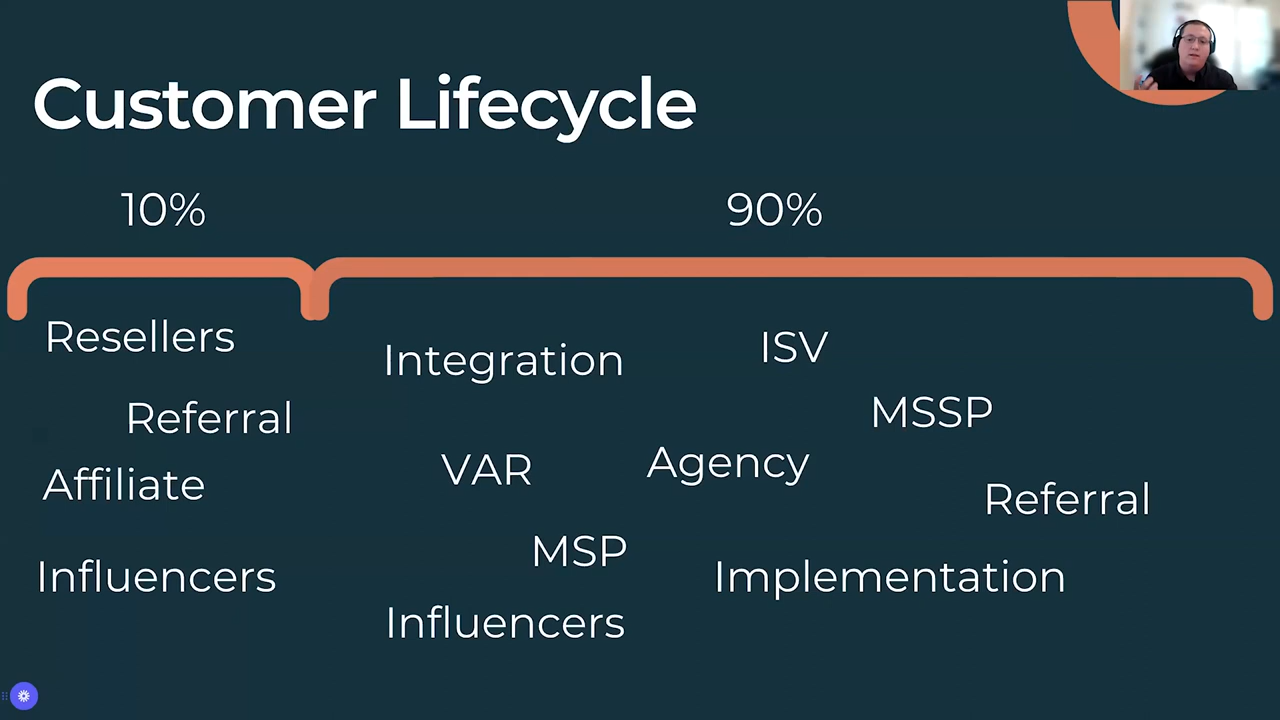 Customer Lifecycle
10%
90%
Resellers
Referral
Affiliate
Influencers
Integration
ISV
MSSP
VAR
Agency
Referral
MSP
Implementation
Influencers